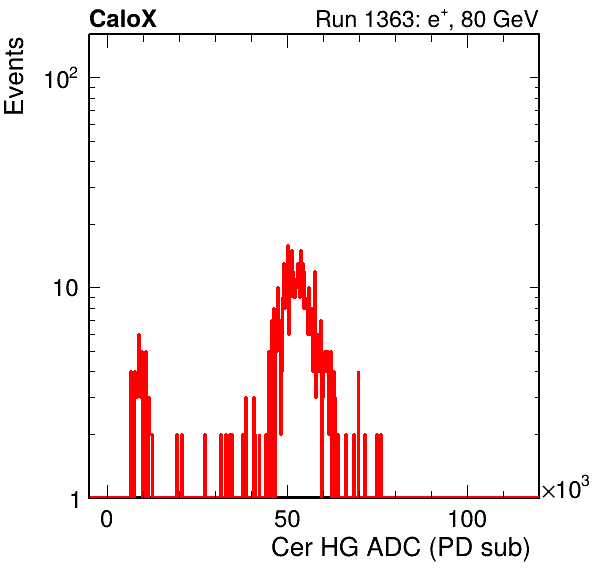 CaloX Run 1363: e⁺, 80 GeV
Events
10²
10
1
0 50 100
×10³
Cer HG ADC (PD sub)